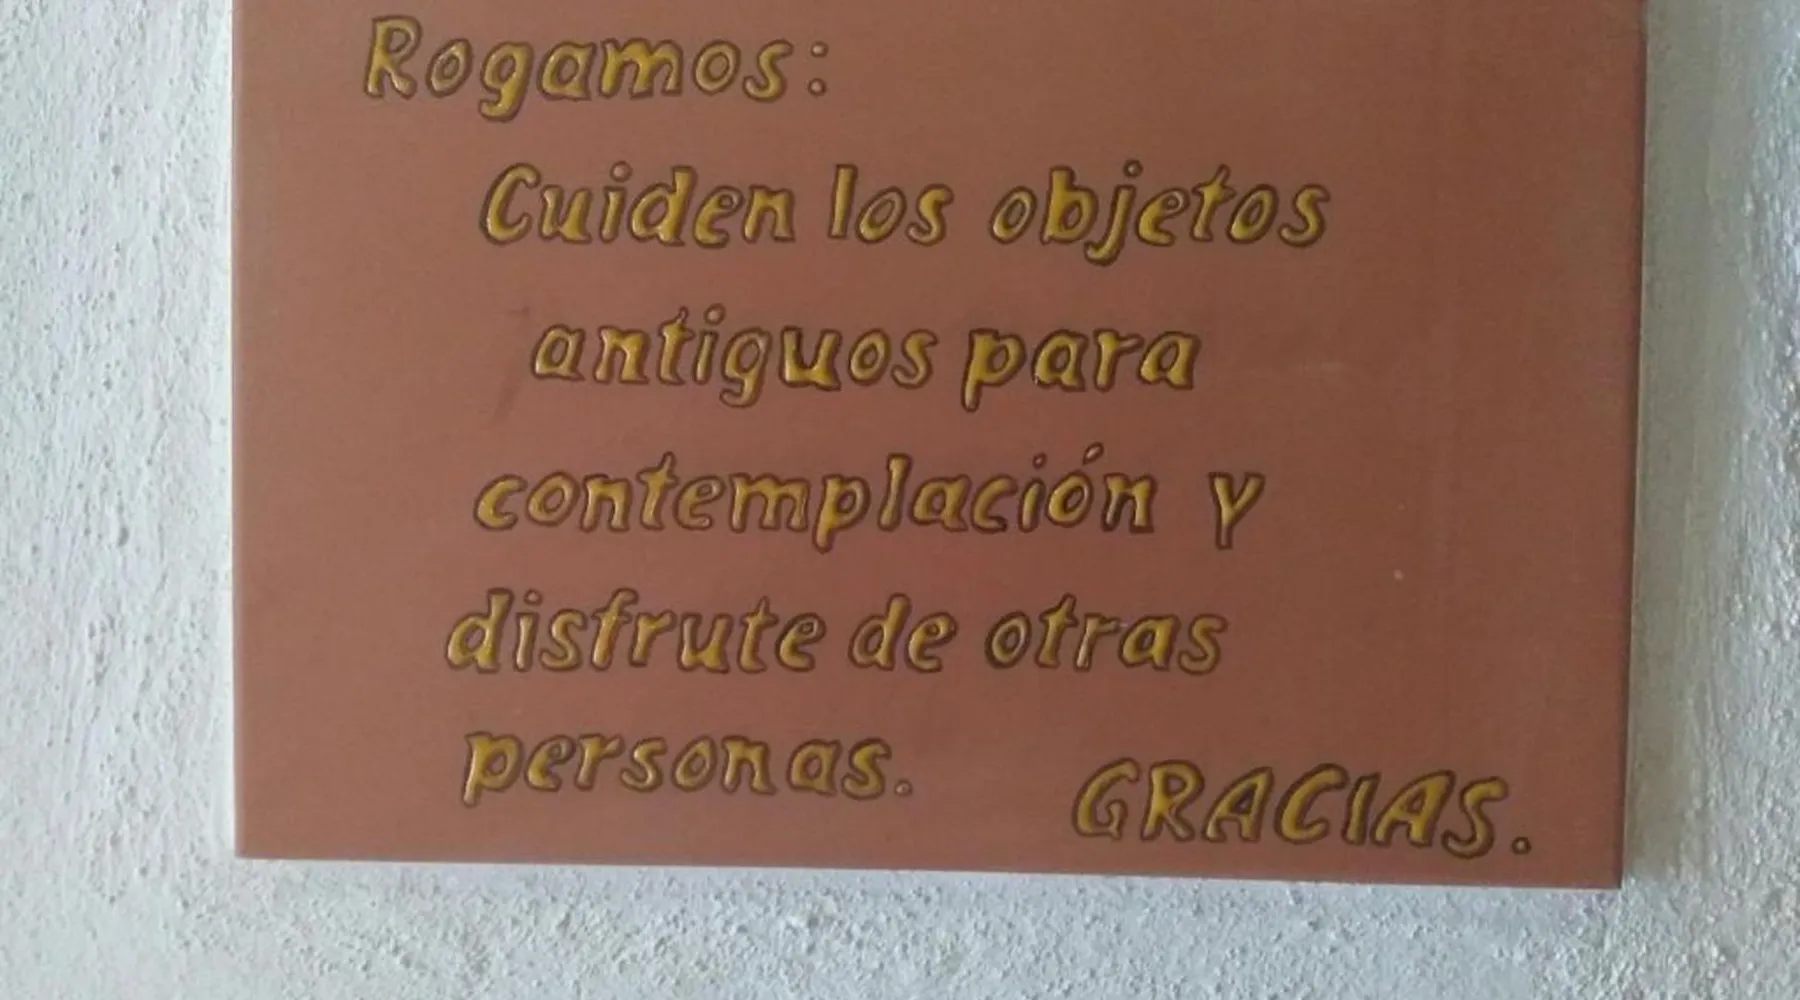 Rogamos:
Cuiden los objetos
antiguos para
contemplación y
disfrute de otras
personas.
GRACIAS.